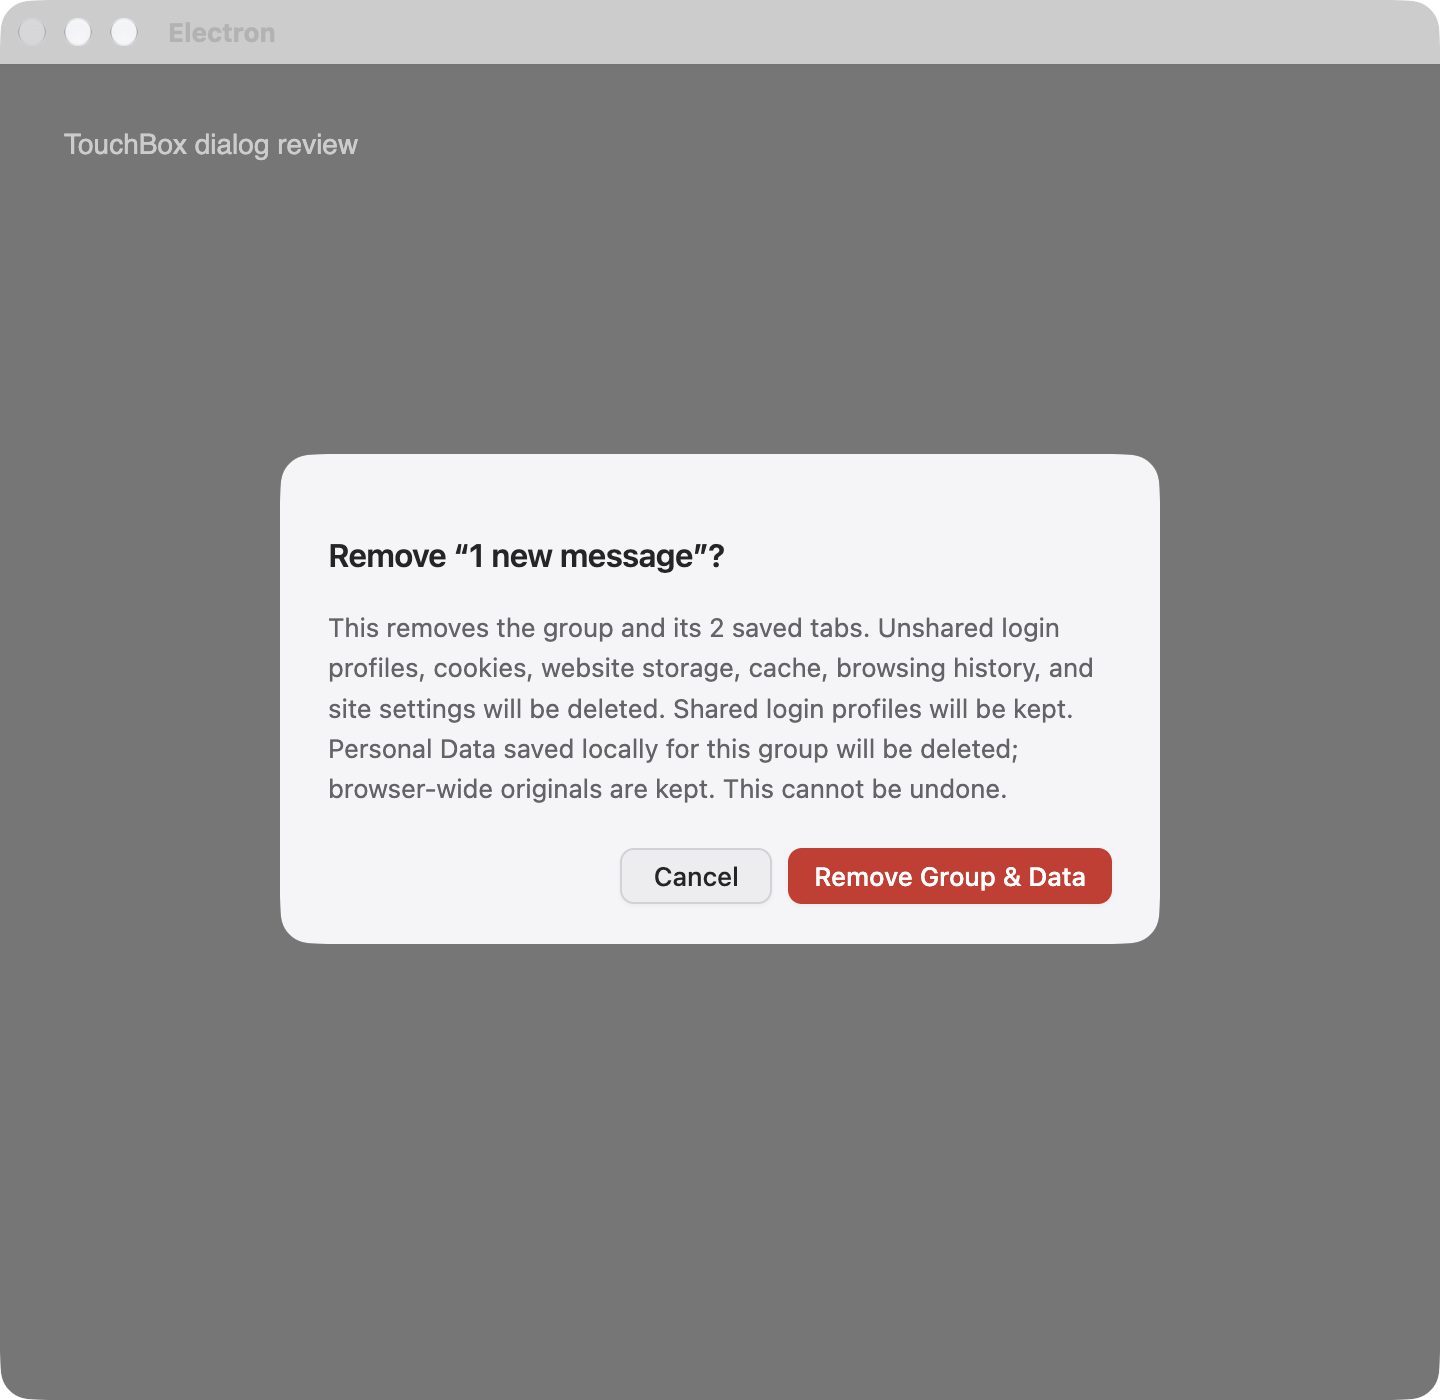 Electron
TouchBox dialog review
Remove “1 new message”?
This removes the group and its 2 saved tabs. Unshared login
profiles, cookies, website storage, cache, browsing history, and
site settings will be deleted. Shared login profiles will be kept.
Personal Data saved locally for this group will be deleted;
browser-wide originals are kept. This cannot be undone.
Cancel
Remove Group & Data